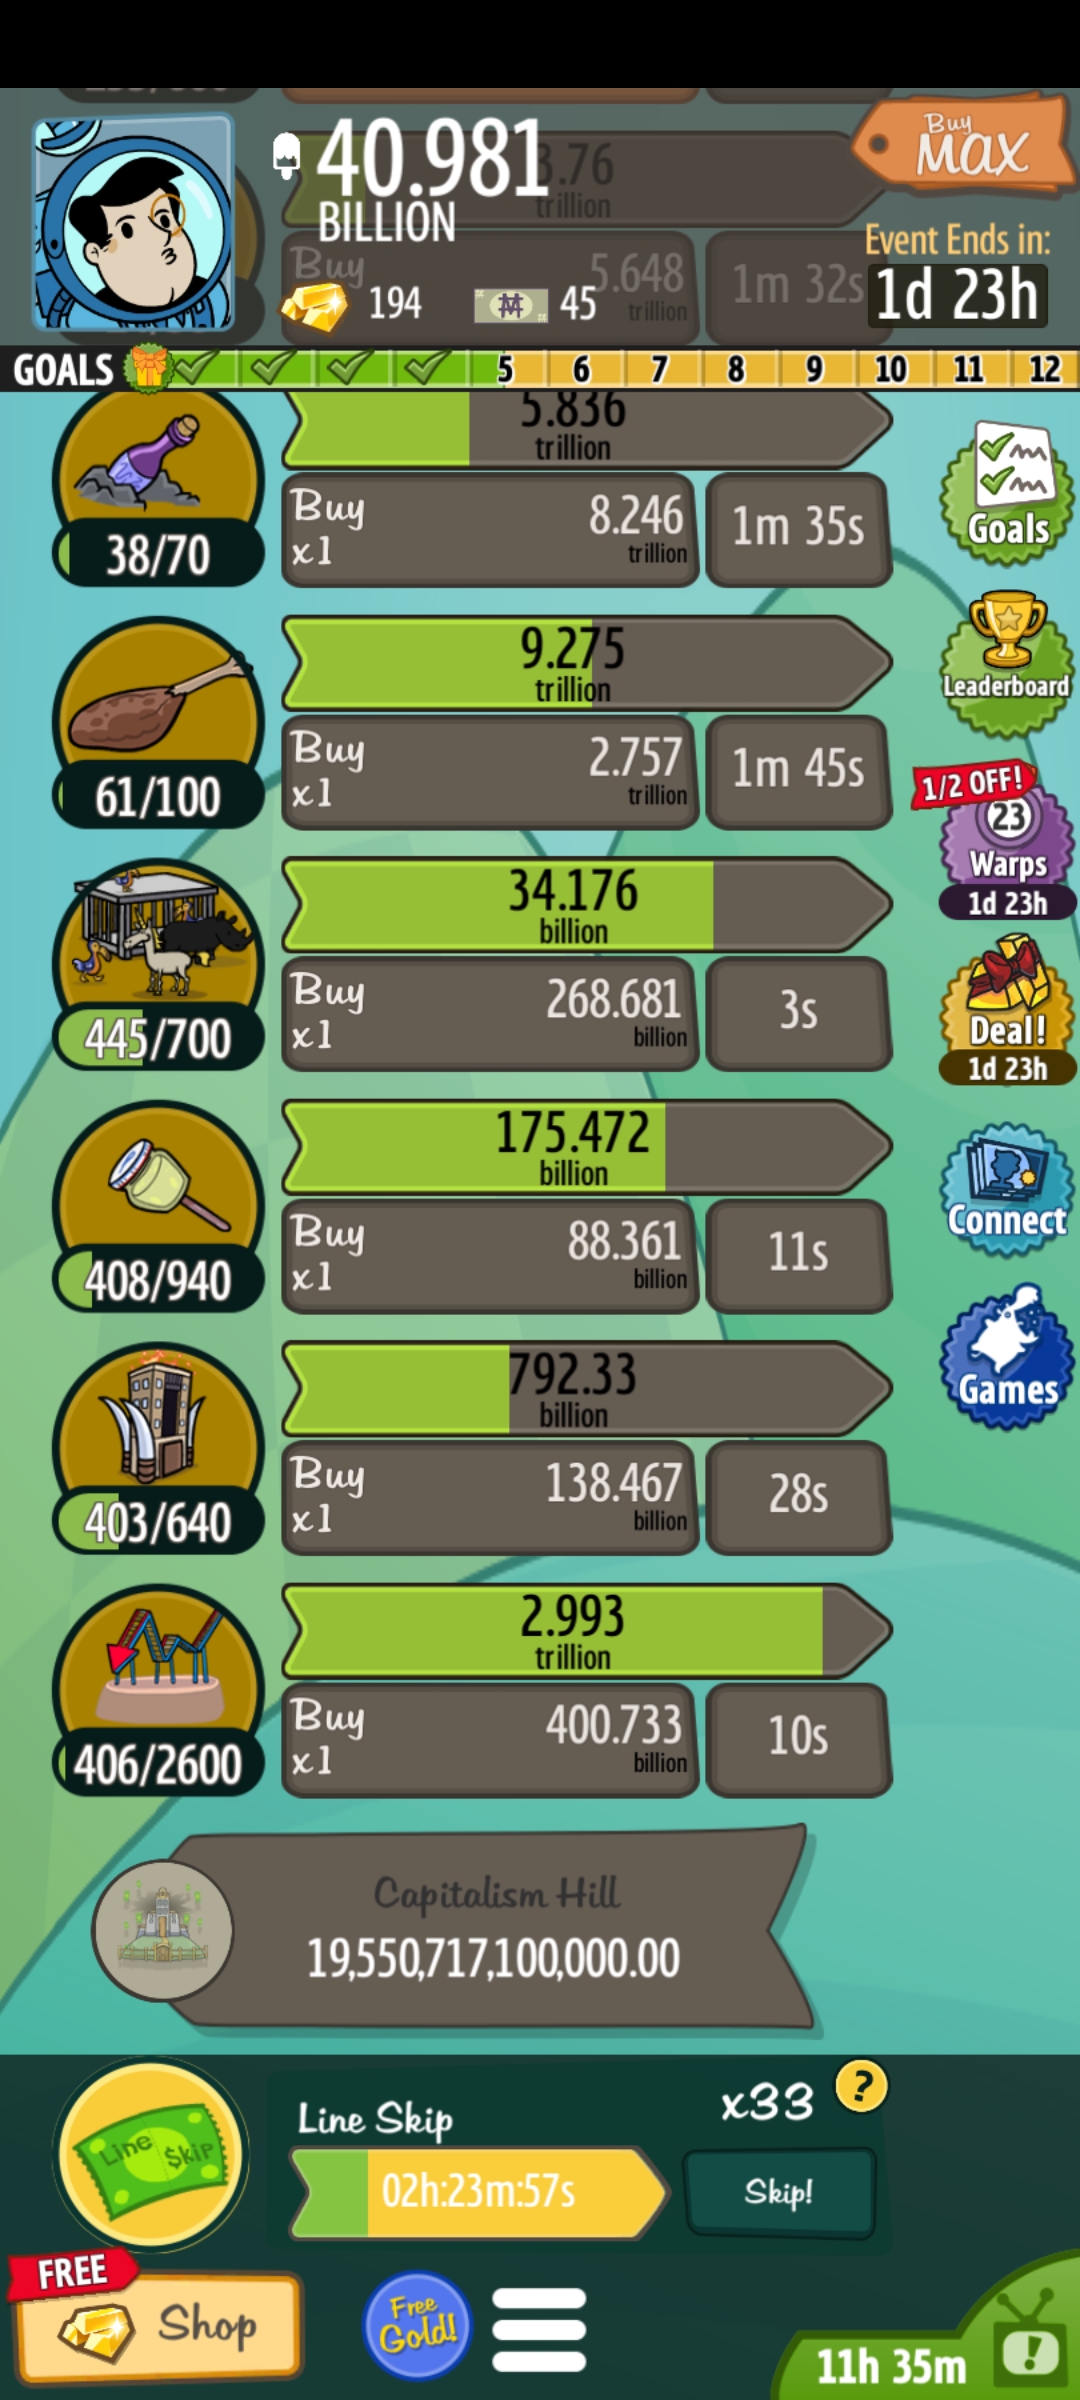 Buy
MAX
40.981
BILLION
3.76
trillion
Event Ends in:
1d 23h
194
45
Buy
5.648
trillion
1m 32s
GOALS
5
6
7
8
9
10
11
12
5.836
trillion
38/70
Buy
x1
8.246
trillion
1m 35s
Goals
9.275
trillion
61/100
Buy
x1
2.757
trillion
1m 45s
Leaderboard
1/2 OFF!
23
Warps
1d 23h
34.176
billion
445/700
Buy
x1
268.681
billion
3s
Deal!
1d 23h
175.472
billion
408/940
Buy
x1
88.361
billion
11s
Connect
792.33
billion
403/640
Buy
x1
138.467
billion
28s
Games
2.993
trillion
406/2600
Buy
x1
400.733
billion
10s
Capitalism Hill
19,550,717,100,000.00
Line $kip
Line Skip
x33
?
02h:23m:57s
Skip!
FREE
Shop
Free
Gold!
11h 35m
!